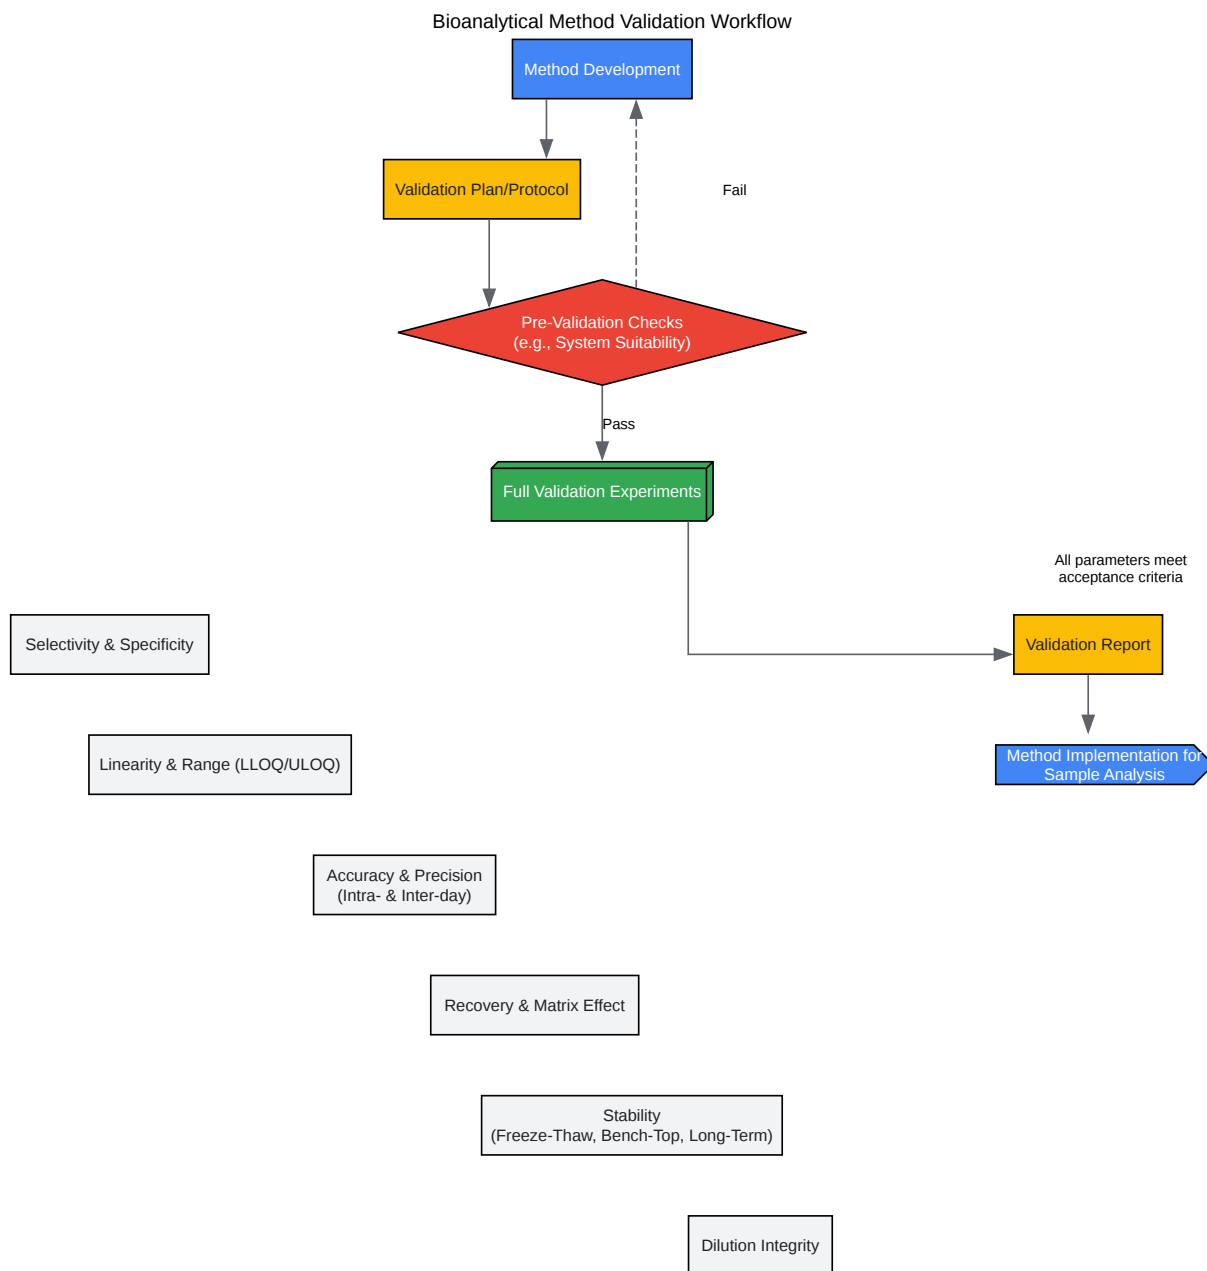 Bioanalytical Method Validation Workflow
Method Development
Validation Plan/Protocol
Fail
Pre-Validation Checks
(e.g., System Suitability)
Pass
Full Validation Experiments
All parameters meet
acceptance criteria
Selectivity & Specificity
Validation Report
Linearity & Range (LLOQ/ULOQ)
Method Implementation for
Sample Analysis
Accuracy & Precision
(Intra- & Inter-day)
Recovery & Matrix Effect
Stability
(Freeze-Thaw, Bench-Top, Long-Term)
Dilution Integrity